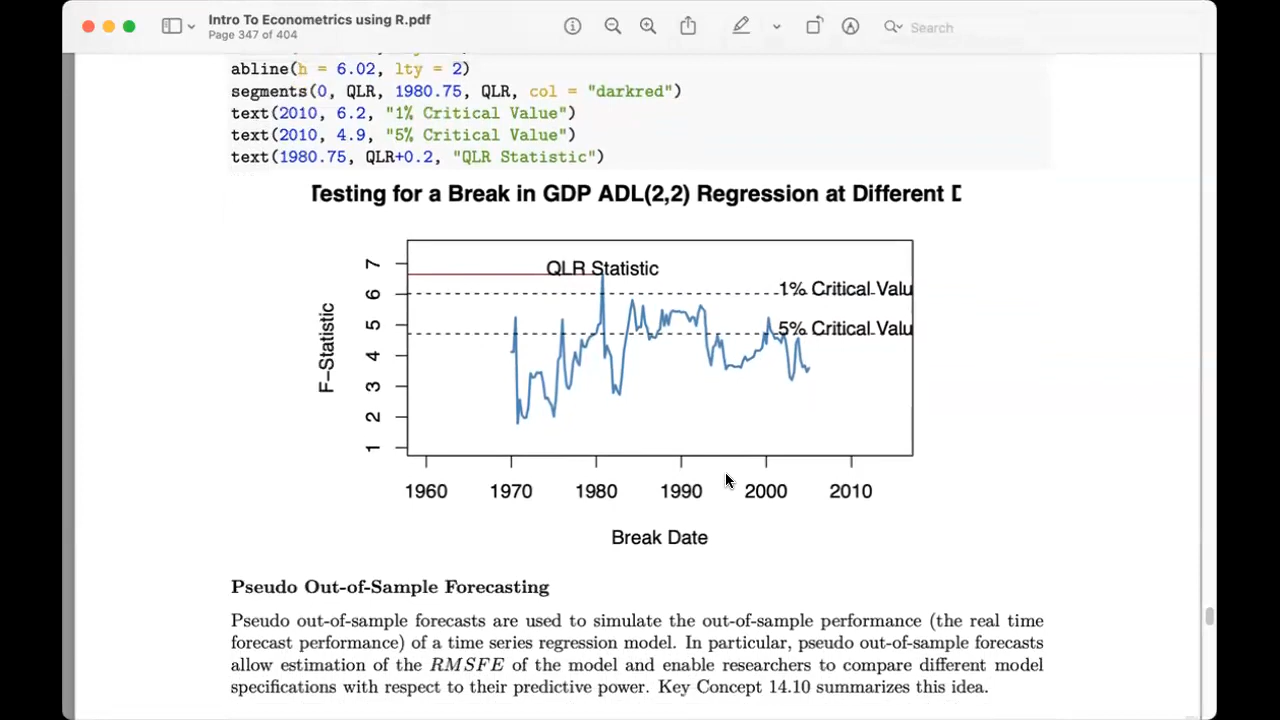 Intro To Econometrics using R.pdf
Page 347 of 404
Search
abline(h = 6.02, lty = 2)
segments(0, QLR, 1980.75, QLR, col = "darkred")
text(2010, 6.2, "1% Critical Value")
text(2010, 4.9, "5% Critical Value")
text(1980.75, QLR+0.2, "QLR Statistic")
Testing for a Break in GDP ADL(2,2) Regression at Different D
QLR Statistic
1% Critical Valu
5% Critical Valu
F−Statistic
7
6
5
4
3
2
1
1960 1970 1980 1990 2000 2010
Break Date
Pseudo Out-of-Sample Forecasting
Pseudo out-of-sample forecasts are used to simulate the out-of-sample performance (the real time
forecast performance) of a time series regression model. In particular, pseudo out-of-sample forecasts
allow estimation of the RMSFE of the model and enable researchers to compare different model
specifications with respect to their predictive power. Key Concept 14.10 summarizes this idea.